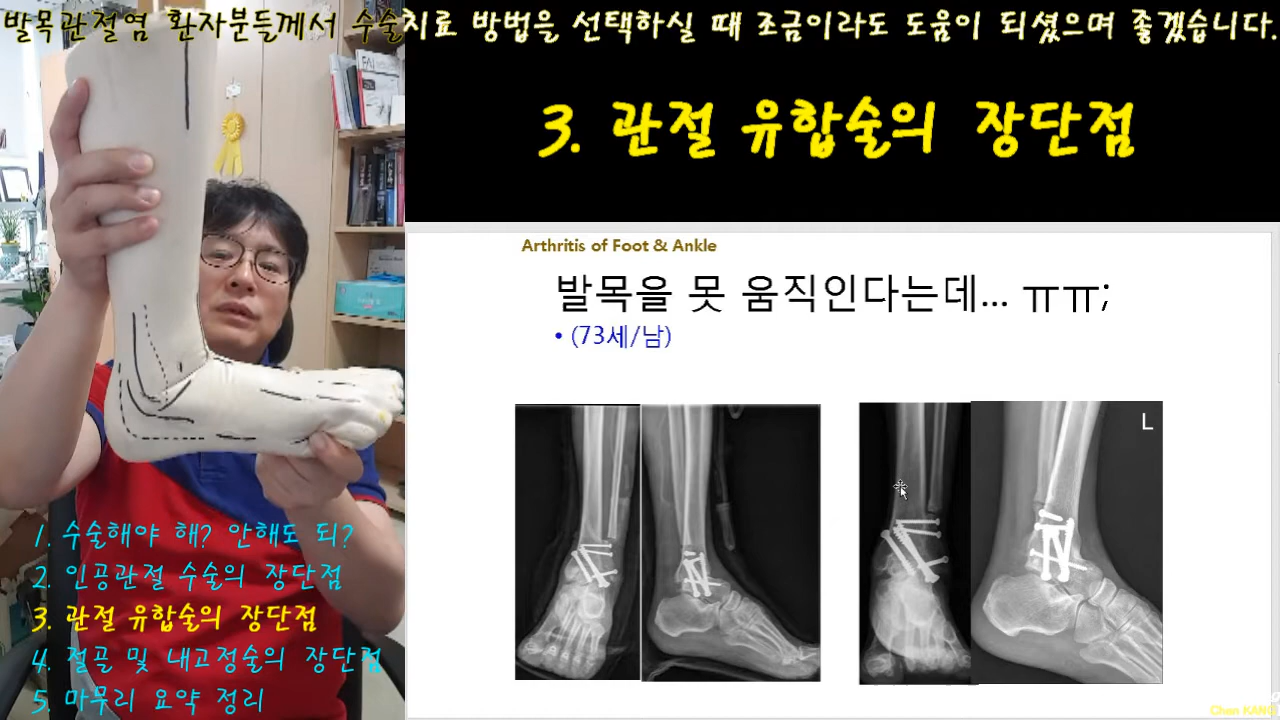 발목관절염 환자분들께서 수술치료 방법을 선택하실 때 조금이라도 도움이 되셨으며 좋겠습니다.
3. 관절 유합술의 장단점
Arthritis of Foot & Ankle
발목을 못 움직인다는데... ㅠㅠ;
• (73세/남)
L
1. 수술해야 해? 안해도 되?
2. 인공관절 수술의 장단점
3. 관절 유합술의 장단점
4. 절골 및 내고정술의 장단점
5. 마무리 요약 정리
Chan KANG